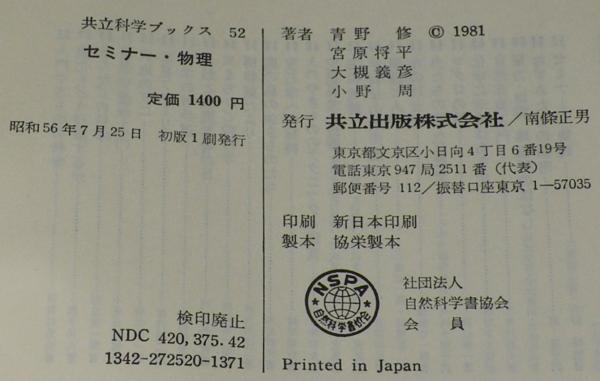 共立科学ブックス 52
セミナー・物理
定価 1400 円
昭和56年7月25日 初版1刷発行
検印廃止
NDC 420,375.42
1342-272520-1371
著者 青野 修 © 1981
宮原将平
大槻義彦
小野 周
発行 共立出版株式会社/南條正男
東京都文京区小日向4丁目6番19号
電話東京947局2511番(代表)
郵便番号 112/振替口座東京 1—57035
印刷 新日本印刷
製本 協栄製本
NSPA
自然科学書協会
社団法人
自然科学書協会
会 員
Printed in Japan